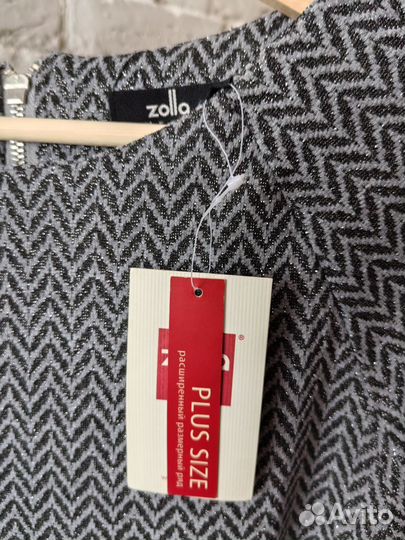 zolla
PLUS SIZE
расширенный размерный ряд
Avito